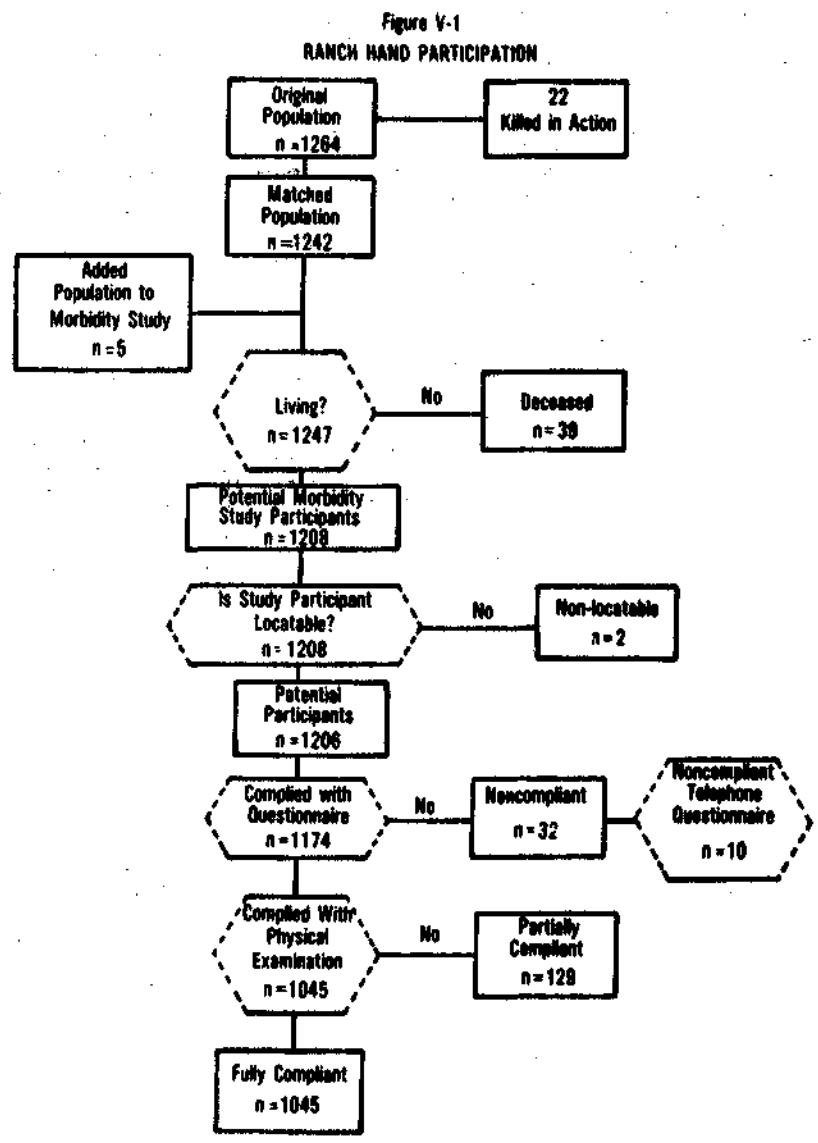 Figure V-1
RANCH HAND PARTICIPATION
Original
Population
n = 1264
22
Killed in Action
Matched
Population
n = 1242
Added
Population to
Morbidity Study
n = 5
Living?
n = 1247
No
Deceased
n = 39
Potential Morbidity
Study Participants
n = 1208
Is Study Participant
Locatable?
n = 1208
No
Non-locatable
n = 2
Potential
Participants
n = 1206
Complied with
Questionnaire
n = 1174
No
Noncompliant
n = 32
Noncompliant
Telephone
Questionnaire
n = 10
Complied With
Physical
Examination
n = 1045
No
Partially
Compliant
n = 129
Fully Compliant
n = 1045